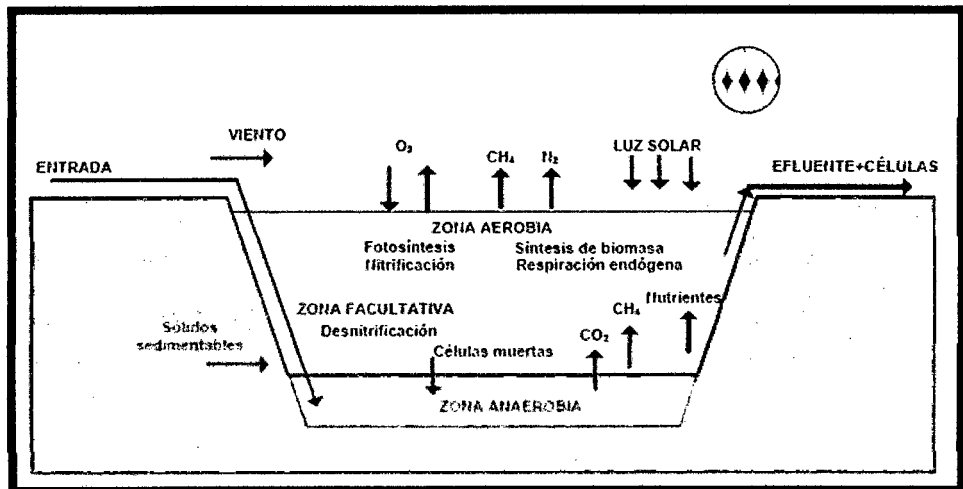 VIENTO
ENTRADA
O₂
CH₄
N₂
LUZ SOLAR
EFLUENTE+CÉLULAS
ZONA AEROBIA
Fotosíntesis
Nitrificación
Síntesis de biomasa
Respiración endógena
ZONA FACULTATIVA
Desnitrificación
Sólidos
sedimentables
Células muertas
CO₂
CH₄
Nutrientes
ZONA ANAEROBIA